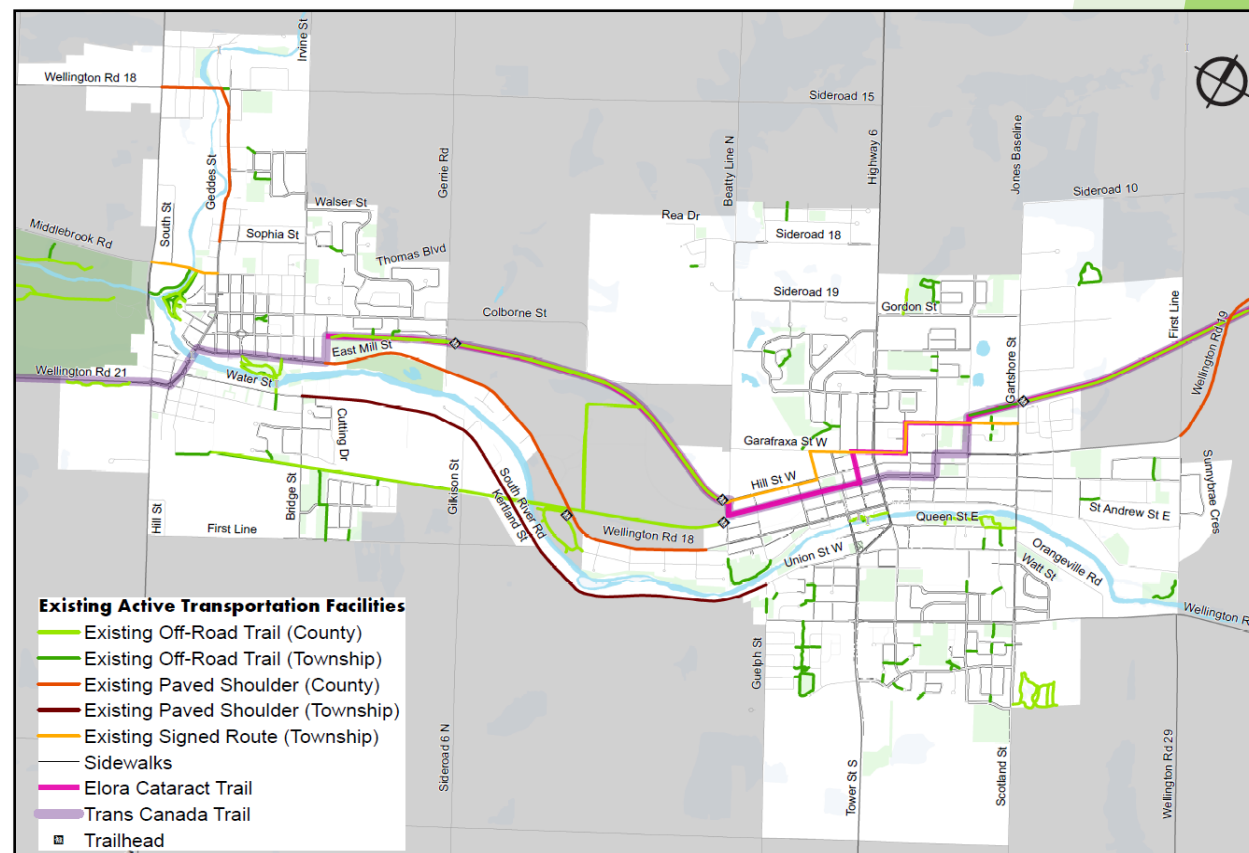 Irvine St
Wellington Rd 18
Sideroad 15
Geddes St
Gerrie Rd
Beatty Line N
Highway 6
Jones Baseline
Sideroad 10
South St
Walser St
Rea Dr
Middlebrook Rd
Sophia St
Sideroad 18
Thomas Blvd
Sideroad 19
Gordon St
First Line
Colborne St
Wellington Rd 19
East Mill St
Gartshore St
Wellington Rd 21
Water St
Cutting Dr
Garafraxa St W
Hill St W
Sunnybrae Cres
Bridge St
Gilkison St
South River Rd
Kertland St
Hill St
First Line
Wellington Rd 18
Queen St E
St Andrew St E
Union St W
Watt St
Orangeville Rd
Wellington R
Guelph St
Sideroad 6 N
Tower St S
Scotland St
Wellington Rd 29
Existing Active Transportation Facilities
Existing Off-Road Trail (County)
Existing Off-Road Trail (Township)
Existing Paved Shoulder (County)
Existing Paved Shoulder (Township)
Existing Signed Route (Township)
Sidewalks
Elora Cataract Trail
Trans Canada Trail
Trailhead